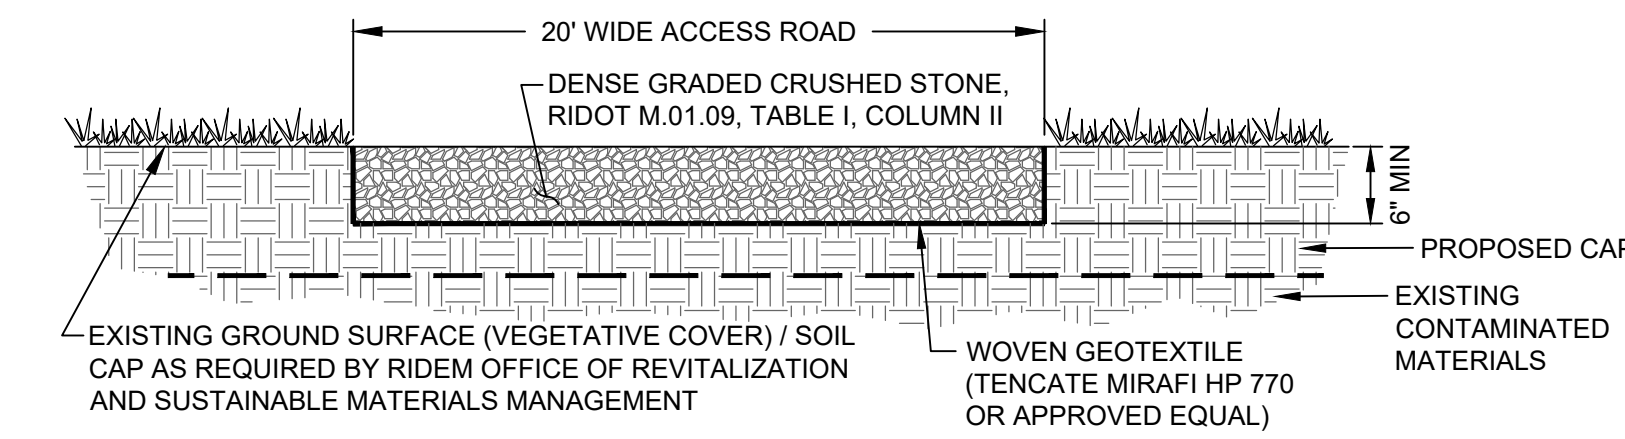 20' WIDE ACCESS ROAD
DENSE GRADED CRUSHED STONE,
RIDOT M.01.09, TABLE I, COLUMN II
6" MIN
PROPOSED CAP
EXISTING
CONTAMINATED
MATERIALS
EXISTING GROUND SURFACE (VEGETATIVE COVER) / SOIL
CAP AS REQUIRED BY RIDEM OFFICE OF REVITALIZATION
AND SUSTAINABLE MATERIALS MANAGEMENT
WOVEN GEOTEXTILE
(TENCATE MIRAFI HP 770
OR APPROVED EQUAL)